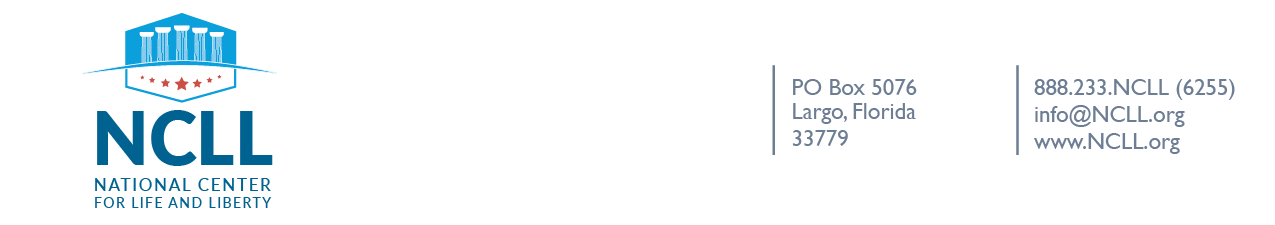 NCLL
NATIONAL CENTER
FOR LIFE AND LIBERTY
PO Box 5076
Largo, Florida
33779
888.233.NCLL (6255)
info@NCLL.org
www.NCLL.org